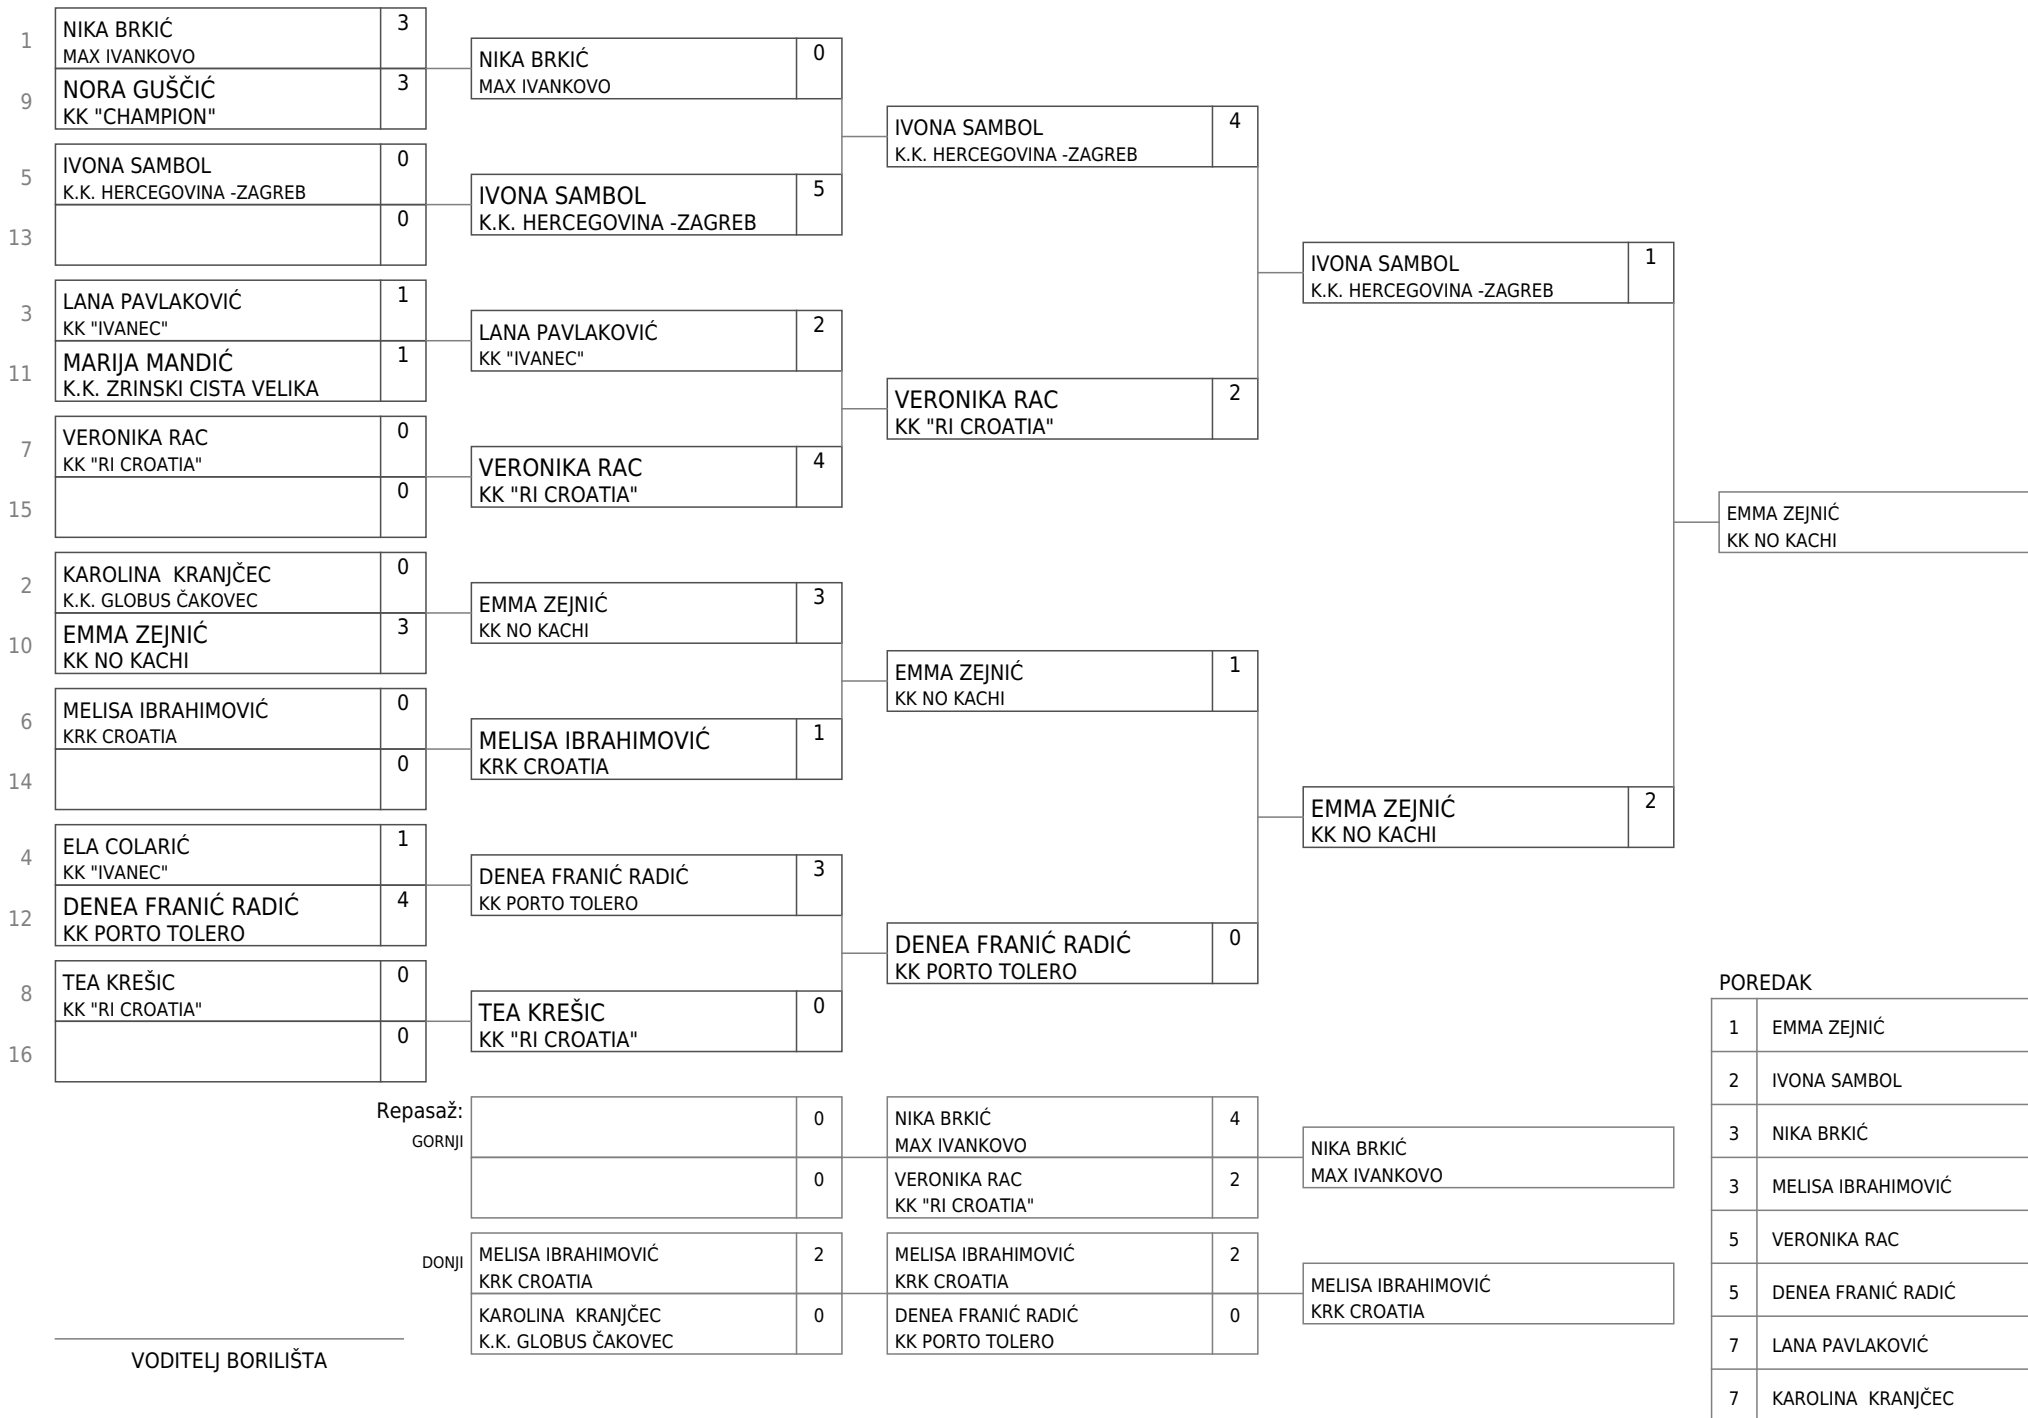 1
NIKA BRKIĆ 3
MAX IVANKOVO
9
NORA GUŠČIĆ 3
KK "CHAMPION"
5
IVONA SAMBOL 0
K.K. HERCEGOVINA -ZAGREB
13
0
3
LANA PAVLAKOVIĆ 1
KK "IVANEC"
11
MARIJA MANDIĆ 1
K.K. ZRINSKI CISTA VELIKA
7
VERONIKA RAC 0
KK "RI CROATIA"
15
0
2
KAROLINA  KRANJČEC 0
K.K. GLOBUS ČAKOVEC
10
EMMA ZEJNIĆ 3
KK NO KACHI
6
MELISA IBRAHIMOVIĆ 0
KRK CROATIA
14
0
4
ELA COLARIĆ 1
KK "IVANEC"
12
DENEA FRANIĆ RADIĆ 4
KK PORTO TOLERO
8
TEA KREŠIC 0
KK "RI CROATIA"
16
0
NIKA BRKIĆ 0
MAX IVANKOVO
IVONA SAMBOL 5
K.K. HERCEGOVINA -ZAGREB
LANA PAVLAKOVIĆ 2
KK "IVANEC"
VERONIKA RAC 4
KK "RI CROATIA"
EMMA ZEJNIĆ 3
KK NO KACHI
MELISA IBRAHIMOVIĆ 1
KRK CROATIA
DENEA FRANIĆ RADIĆ 3
KK PORTO TOLERO
TEA KREŠIC 0
KK "RI CROATIA"
IVONA SAMBOL 4
K.K. HERCEGOVINA -ZAGREB
VERONIKA RAC 2
KK "RI CROATIA"
EMMA ZEJNIĆ 1
KK NO KACHI
DENEA FRANIĆ RADIĆ 0
KK PORTO TOLERO
IVONA SAMBOL 1
K.K. HERCEGOVINA -ZAGREB
EMMA ZEJNIĆ 2
KK NO KACHI
EMMA ZEJNIĆ
KK NO KACHI
Repasaž:
GORNJI
0
0
NIKA BRKIĆ 4
MAX IVANKOVO
VERONIKA RAC 2
KK "RI CROATIA"
NIKA BRKIĆ
MAX IVANKOVO
DONJI
MELISA IBRAHIMOVIĆ 2
KRK CROATIA
KAROLINA  KRANJČEC 0
K.K. GLOBUS ČAKOVEC
MELISA IBRAHIMOVIĆ 2
KRK CROATIA
DENEA FRANIĆ RADIĆ 0
KK PORTO TOLERO
MELISA IBRAHIMOVIĆ
KRK CROATIA
VODITELJ BORILIŠTA
POREDAK
1 EMMA ZEJNIĆ
2 IVONA SAMBOL
3 NIKA BRKIĆ
3 MELISA IBRAHIMOVIĆ
5 VERONIKA RAC
5 DENEA FRANIĆ RADIĆ
7 LANA PAVLAKOVIĆ
7 KAROLINA  KRANJČEC